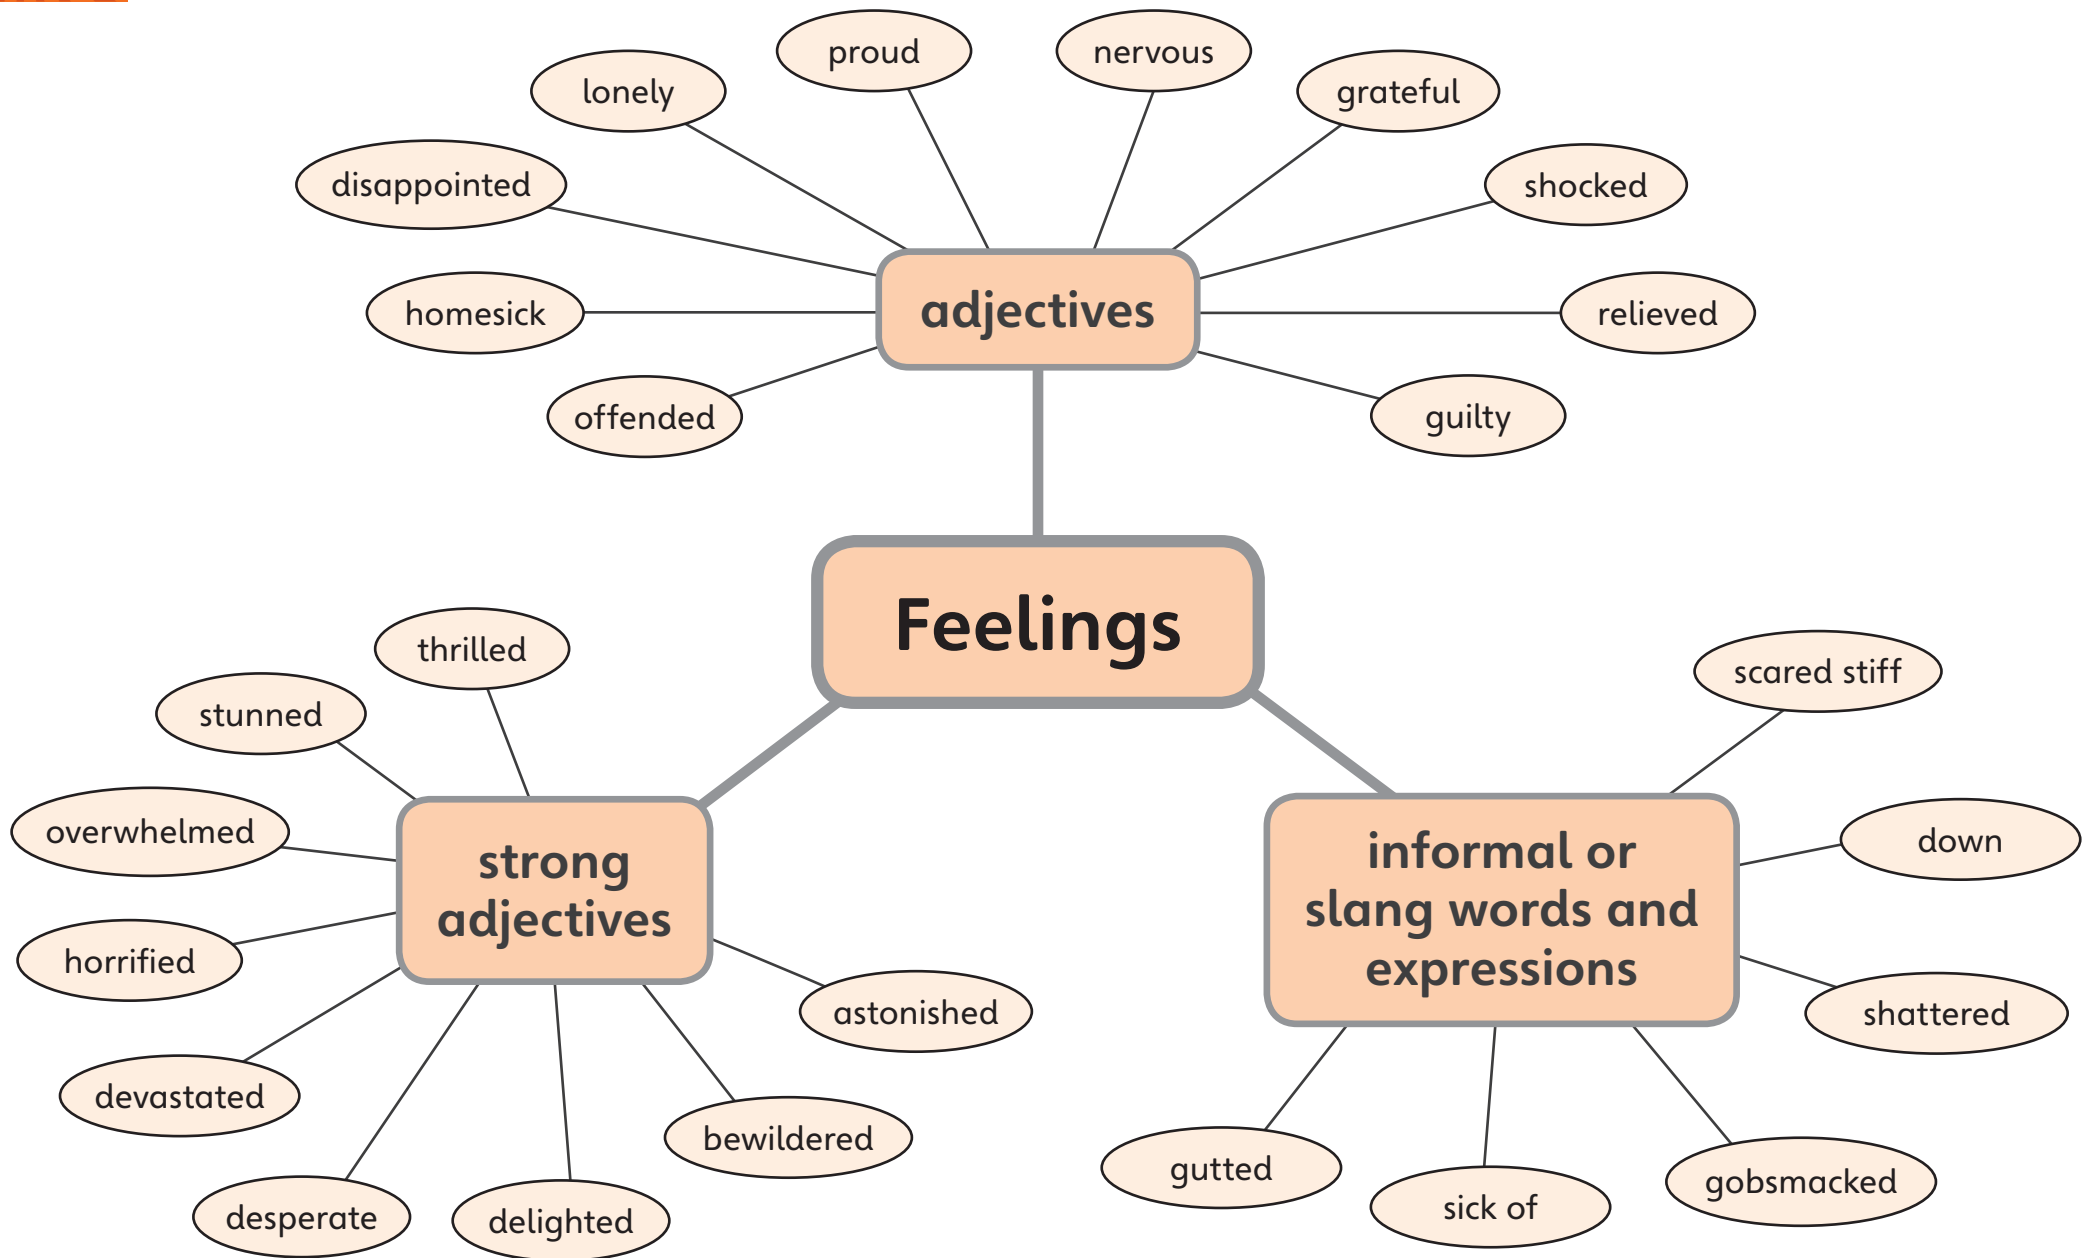 proud
nervous
lonely
grateful
disappointed
shocked
homesick
adjectives
relieved
offended
guilty
Feelings
thrilled
stunned
overwhelmed
strong
adjectives
horrified
astonished
devastated
bewildered
desperate
delighted
scared stiff
informal or
slang words and
expressions
down
shattered
gutted
sick of
gobsmacked